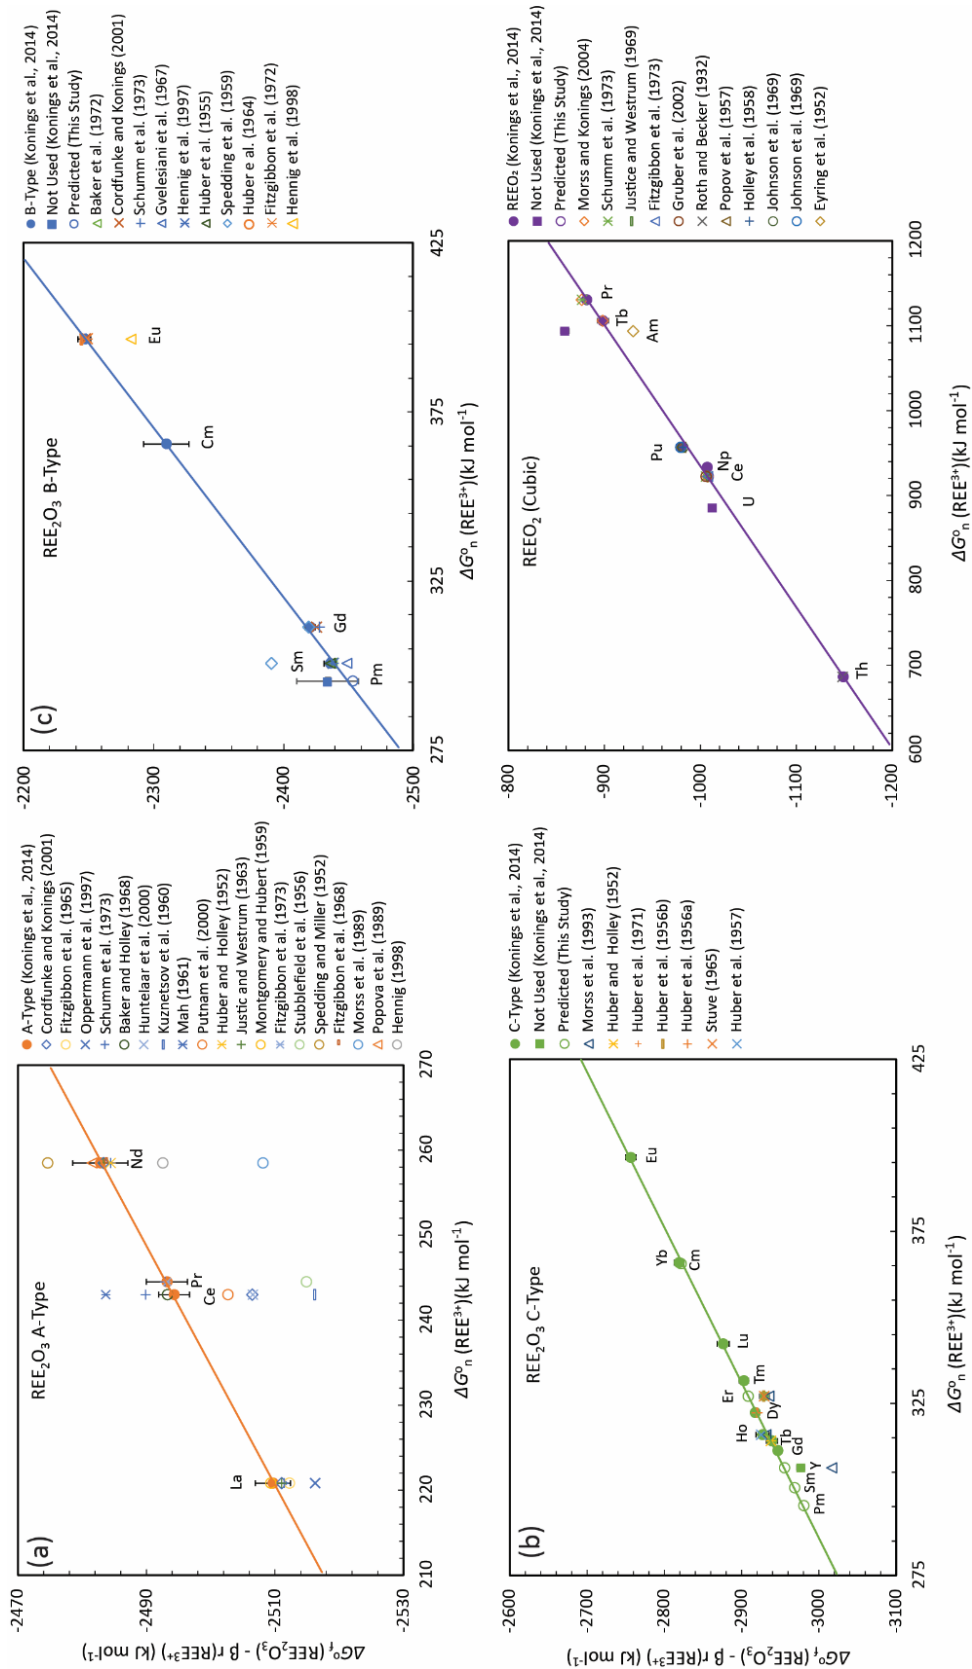 (a)
REE₂O₃ A-Type
-2470
-2490
-2510
-2530
ΔG°f (REE₂O₃) - β r(REE³⁺) (kJ mol⁻¹)
La
Ce
Pr
Nd
210
220
230
240
250
260
270
ΔG°n (REE³⁺)(kJ mol⁻¹)
A-Type (Konings et al., 2014)
Cordfunke and Konings (2001)
Fitzgibbon et al. (1965)
Oppermann et al. (1997)
Schumm et al. (1973)
Baker and Holley (1968)
Huntelaar et al. (2000)
Kuznetsov et al. (1960)
Mah (1961)
Putnam et al. (2000)
Huber and Holley (1952)
Justic and Westrum (1963)
Montgomery and Hubert (1959)
Fitzgibbon et al. (1973)
Stubblefield et al. (1956)
Spedding and Miller (1952)
Fitzgibbon et al. (1968)
Morss et al. (1989)
Popova et al. (1989)
Hennig (1998)
(c)
REE₂O₃ B-Type
-2200
-2300
-2400
-2500
Pm
Sm
Gd
Cm
Eu
275
325
375
425
ΔG°n (REE³⁺)(kJ mol⁻¹)
B-Type (Konings et al., 2014)
Not Used (Konings et al., 2014)
Predicted (This Study)
Baker et al. (1972)
Cordfunke and Konings (2001)
Schumm et al. (1973)
Gvelesiani et al. (1967)
Hennig et al. (1997)
Huber et al. (1955)
Spedding et al. (1959)
Huber e al. (1964)
Fitzgibbon et al. (1972)
Hennig et al. (1998)
(b)
REE₂O₃ C-Type
-2600
-2700
-2800
-2900
-3000
-3100
ΔG°f (REE₂O₃) - β r(REE³⁺) (kJ mol⁻¹)
Pm
Sm
Y
Gd
Tb
Ho
Dy
Er
Tm
Lu
Yb
Cm
Eu
275
325
375
425
ΔG°n (REE³⁺)(kJ mol⁻¹)
C-Type (Konings et al., 2014)
Not Used (Konings et al., 2014)
Predicted (This Study)
Morss et al. (1993)
Huber and Holley (1952)
Huber et al. (1971)
Huber et al. (1956b)
Huber et al. (1956a)
Stuve (1965)
Huber et al. (1957)
REEO₂ (Cubic)
-800
-900
-1000
-1100
-1200
Th
U
Ce
Np
Pu
Am
Tb
Pr
600
700
800
900
1000
1100
1200
ΔG°n (REE³⁺)(kJ mol⁻¹)
REEO₂ (Konings et al., 2014)
Not Used (Konings et al., 2014)
Predicted (This Study)
Morss and Konings (2004)
Schumm et al. (1973)
Justice and Westrum (1969)
Fitzgibbon et al. (1973)
Gruber et al. (2002)
Roth and Becker (1932)
Popov et al. (1957)
Holley et al. (1958)
Johnson et al. (1969)
Johnson et al. (1969)
Eyring et al. (1952)